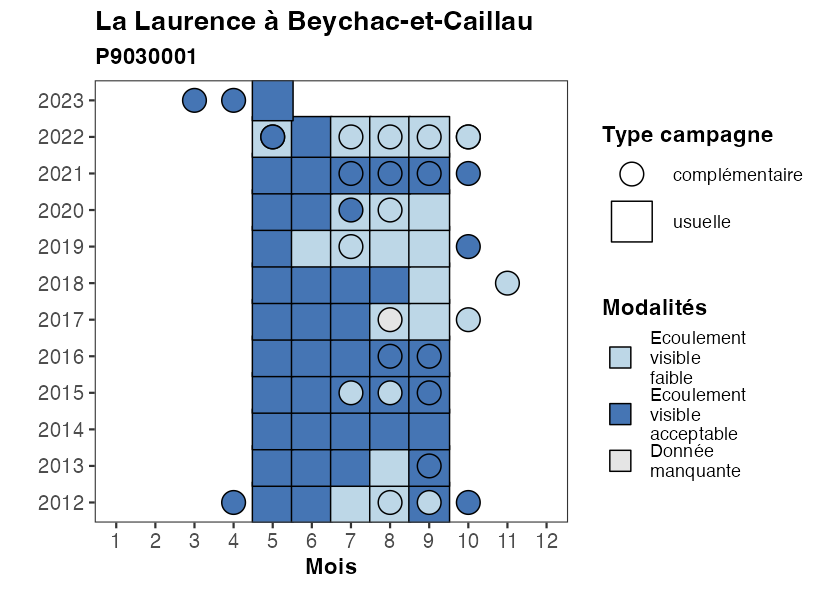 La Laurence à Beychac-et-Caillau
P9030001
2023
2022
2021
2020
2019
2018
2017
2016
2015
2014
2013
2012
1 2 3 4 5 6 7 8 9 10 11 12
Mois
Type campagne
complémentaire
usuelle
Modalités
Ecoulement
visible
faible
Ecoulement
visible
acceptable
Donnée
manquante